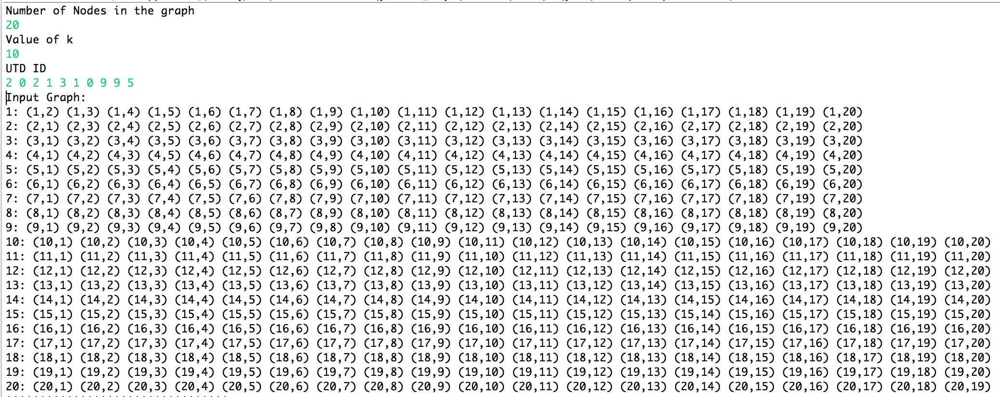 Number of Nodes in the graph
20
Value of k
10
UTD ID
2 0 2 1 3 1 0 9 9 5
Input Graph:
1: (1,2) (1,3) (1,4) (1,5) (1,6) (1,7) (1,8) (1,9) (1,10) (1,11) (1,12) (1,13) (1,14) (1,15) (1,16) (1,17) (1,18) (1,19) (1,20)
2: (2,1) (2,3) (2,4) (2,5) (2,6) (2,7) (2,8) (2,9) (2,10) (2,11) (2,12) (2,13) (2,14) (2,15) (2,16) (2,17) (2,18) (2,19) (2,20)
3: (3,1) (3,2) (3,4) (3,5) (3,6) (3,7) (3,8) (3,9) (3,10) (3,11) (3,12) (3,13) (3,14) (3,15) (3,16) (3,17) (3,18) (3,19) (3,20)
4: (4,1) (4,2) (4,3) (4,5) (4,6) (4,7) (4,8) (4,9) (4,10) (4,11) (4,12) (4,13) (4,14) (4,15) (4,16) (4,17) (4,18) (4,19) (4,20)
5: (5,1) (5,2) (5,3) (5,4) (5,6) (5,7) (5,8) (5,9) (5,10) (5,11) (5,12) (5,13) (5,14) (5,15) (5,16) (5,17) (5,18) (5,19) (5,20)
6: (6,1) (6,2) (6,3) (6,4) (6,5) (6,7) (6,8) (6,9) (6,10) (6,11) (6,12) (6,13) (6,14) (6,15) (6,16) (6,17) (6,18) (6,19) (6,20)
7: (7,1) (7,2) (7,3) (7,4) (7,5) (7,6) (7,8) (7,9) (7,10) (7,11) (7,12) (7,13) (7,14) (7,15) (7,16) (7,17) (7,18) (7,19) (7,20)
8: (8,1) (8,2) (8,3) (8,4) (8,5) (8,6) (8,7) (8,9) (8,10) (8,11) (8,12) (8,13) (8,14) (8,15) (8,16) (8,17) (8,18) (8,19) (8,20)
9: (9,1) (9,2) (9,3) (9,4) (9,5) (9,6) (9,7) (9,8) (9,10) (9,11) (9,12) (9,13) (9,14) (9,15) (9,16) (9,17) (9,18) (9,19) (9,20)
10: (10,1) (10,2) (10,3) (10,4) (10,5) (10,6) (10,7) (10,8) (10,9) (10,11) (10,12) (10,13) (10,14) (10,15) (10,16) (10,17) (10,18) (10,19) (10,20)
11: (11,1) (11,2) (11,3) (11,4) (11,5) (11,6) (11,7) (11,8) (11,9) (11,10) (11,12) (11,13) (11,14) (11,15) (11,16) (11,17) (11,18) (11,19) (11,20)
12: (12,1) (12,2) (12,3) (12,4) (12,5) (12,6) (12,7) (12,8) (12,9) (12,10) (12,11) (12,13) (12,14) (12,15) (12,16) (12,17) (12,18) (12,19) (12,20)
13: (13,1) (13,2) (13,3) (13,4) (13,5) (13,6) (13,7) (13,8) (13,9) (13,10) (13,11) (13,12) (13,14) (13,15) (13,16) (13,17) (13,18) (13,19) (13,20)
14: (14,1) (14,2) (14,3) (14,4) (14,5) (14,6) (14,7) (14,8) (14,9) (14,10) (14,11) (14,12) (14,13) (14,15) (14,16) (14,17) (14,18) (14,19) (14,20)
15: (15,1) (15,2) (15,3) (15,4) (15,5) (15,6) (15,7) (15,8) (15,9) (15,10) (15,11) (15,12) (15,13) (15,14) (15,16) (15,17) (15,18) (15,19) (15,20)
16: (16,1) (16,2) (16,3) (16,4) (16,5) (16,6) (16,7) (16,8) (16,9) (16,10) (16,11) (16,12) (16,13) (16,14) (16,15) (16,17) (16,18) (16,19) (16,20)
17: (17,1) (17,2) (17,3) (17,4) (17,5) (17,6) (17,7) (17,8) (17,9) (17,10) (17,11) (17,12) (17,13) (17,14) (17,15) (17,16) (17,18) (17,19) (17,20)
18: (18,1) (18,2) (18,3) (18,4) (18,5) (18,6) (18,7) (18,8) (18,9) (18,10) (18,11) (18,12) (18,13) (18,14) (18,15) (18,16) (18,17) (18,19) (18,20)
19: (19,1) (19,2) (19,3) (19,4) (19,5) (19,6) (19,7) (19,8) (19,9) (19,10) (19,11) (19,12) (19,13) (19,14) (19,15) (19,16) (19,17) (19,18) (19,20)
20: (20,1) (20,2) (20,3) (20,4) (20,5) (20,6) (20,7) (20,8) (20,9) (20,10) (20,11) (20,12) (20,13) (20,14) (20,15) (20,16) (20,17) (20,18) (20,19)